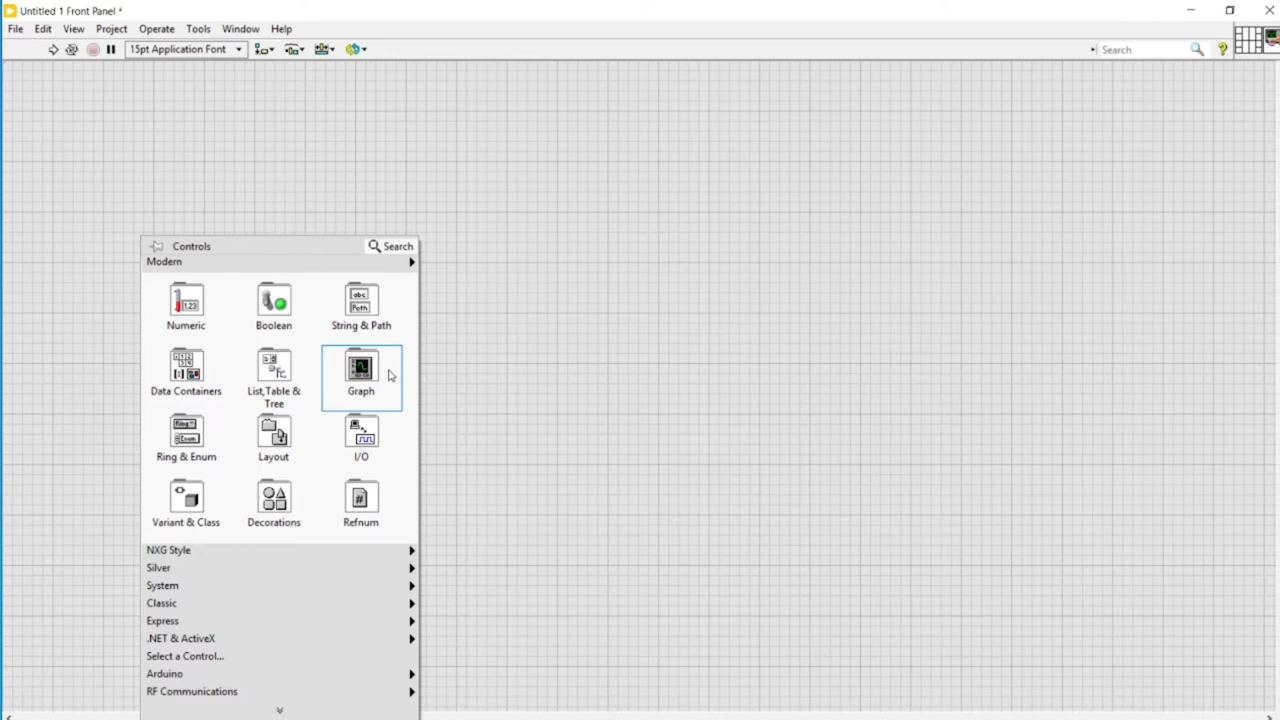 Untitled 1 Front Panel *
File Edit View Project Operate Tools Window Help
15pt Application Font
Search
Controls Search
Modern
Numeric Boolean String & Path
Data Containers List, Table & Tree Graph
Ring & Enum Layout I/O
Variant & Class Decorations Refnum
NXG Style
Silver
System
Classic
Express
.NET & ActiveX
Select a Control...
Arduino
RF Communications